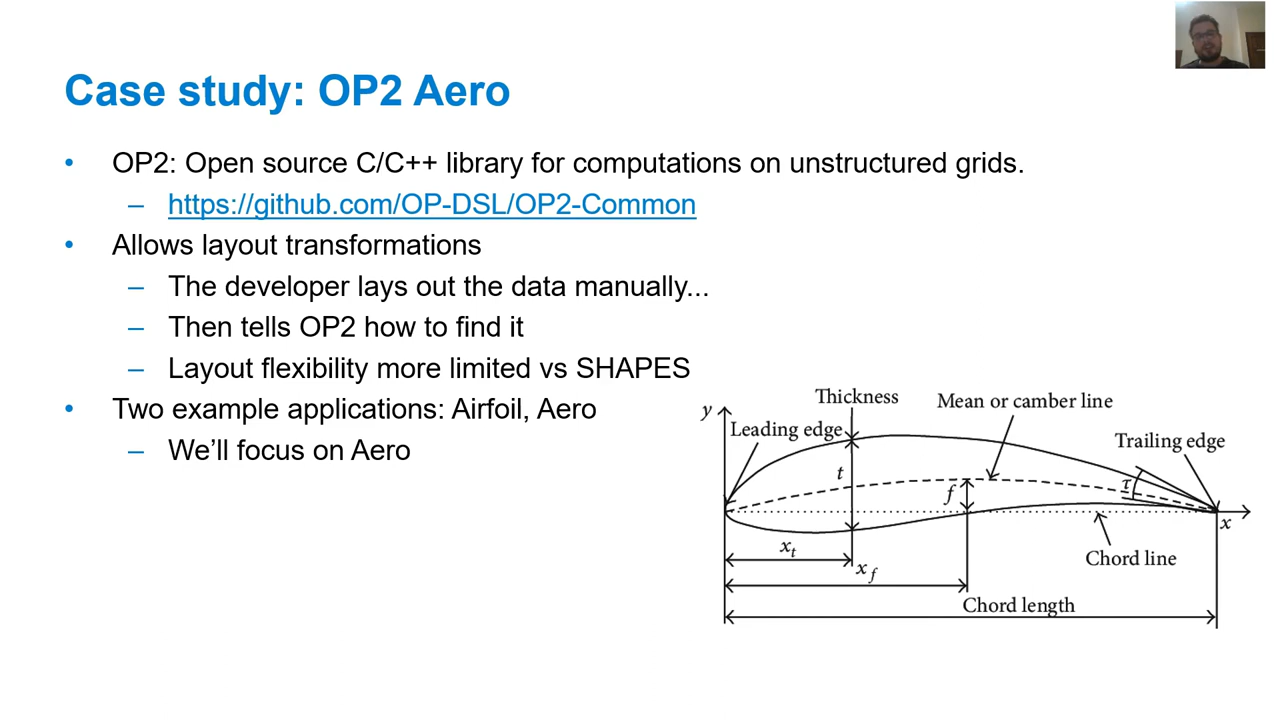 Case study: OP2 Aero
• OP2: Open source C/C++ library for computations on unstructured grids.
– https://github.com/OP-DSL/OP2-Common
• Allows layout transformations
– The developer lays out the data manually...
– Then tells OP2 how to find it
– Layout flexibility more limited vs SHAPES
• Two example applications: Airfoil, Aero
– We’ll focus on Aero
Thickness
Mean or camber line
y
Leading edge
Trailing edge
t
f
τ
x
x_t
x_f
Chord line
Chord length